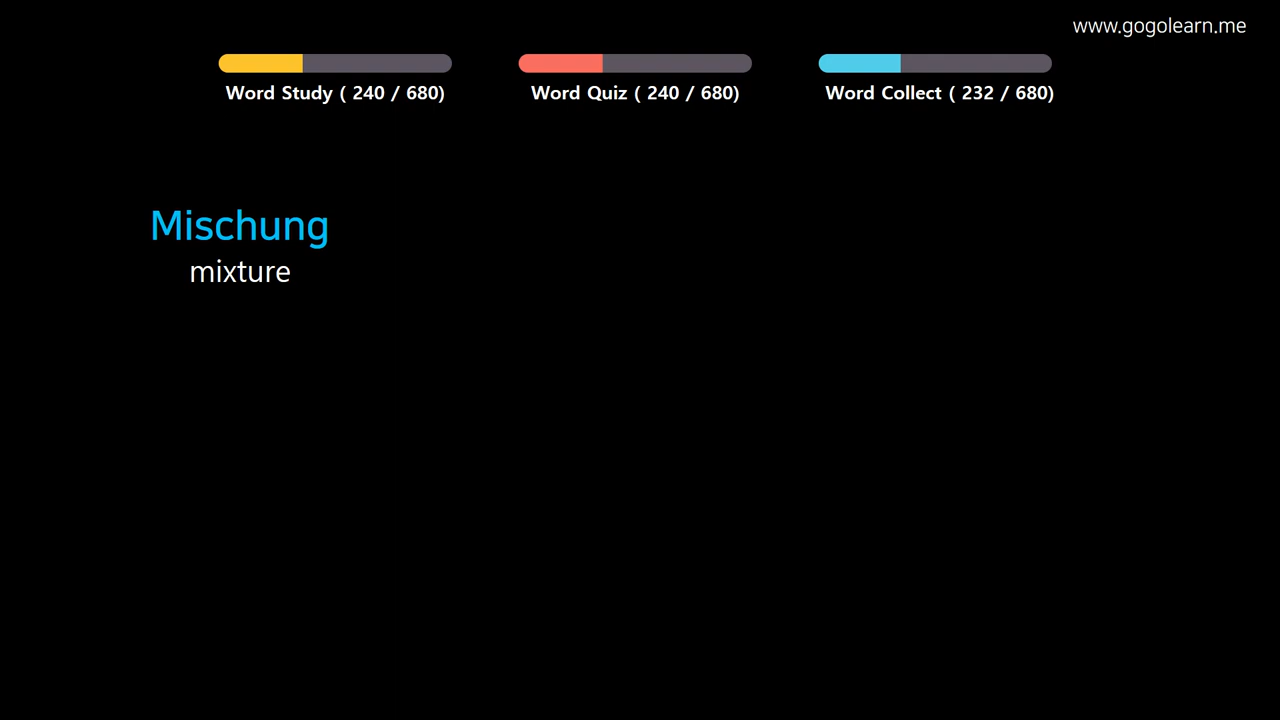 www.gogolearn.me
Word Study ( 240 / 680)
Word Quiz ( 240 / 680)
Word Collect ( 232 / 680)
Mischung
mixture